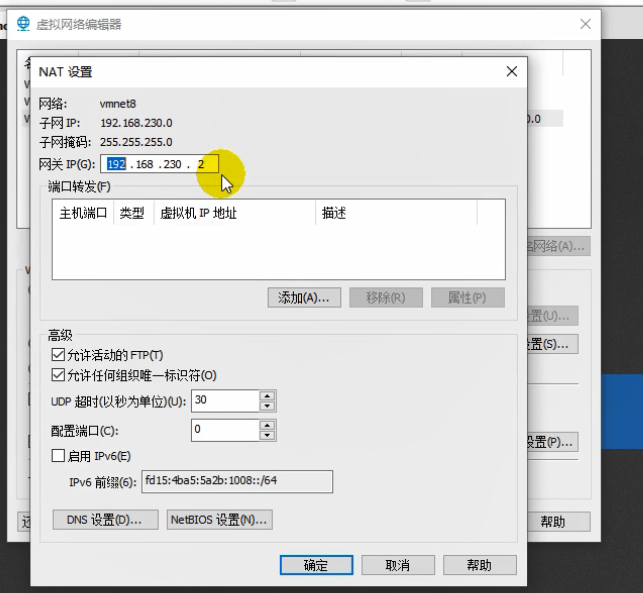 虚拟网络编辑器
NAT 设置
网络: vmnet8
子网 IP: 192.168.230.0
子网掩码: 255.255.255.0
网关 IP(G): 192 . 168 . 230 . 2
端口转发(F)
主机端口 类型 虚拟机 IP 地址 描述
添加(A)... 移除(R) 属性(P)
高级
允许活动的 FTP(T)
允许任何组织唯一标识符(O)
UDP 超时(以秒为单位)(U): 30
配置端口(C): 0
启用 IPv6(E)
IPv6 前缀(6): fd15:4ba5:5a2b:1008::/64
DNS 设置(D)... NetBIOS 设置(N)...
确定 取消 帮助
网络(A)...
置(U)...
置(S)...
设置(P)...
帮助